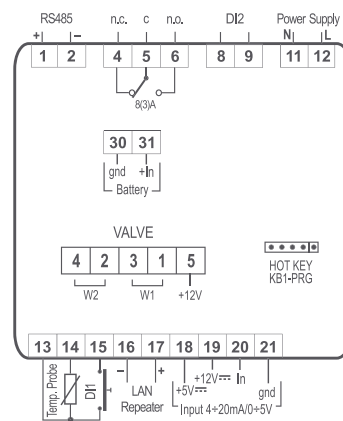 RS485 n.c. c n.o. DI2 Power Supply
+ − N L
1 2 4 5 6 8 9 11 12
8(3)A
30 31
gnd +In
Battery
VALVE
4 2 3 1 5
W2 W1 +12V
HOT KEY
KB1-PRG
13 14 15 16 17 18 19 20 21
Temp. Probe
DI1
− +
LAN
Repeater
+5V⎓ +12V⎓ In gnd
Input 4÷20mA/0÷5V